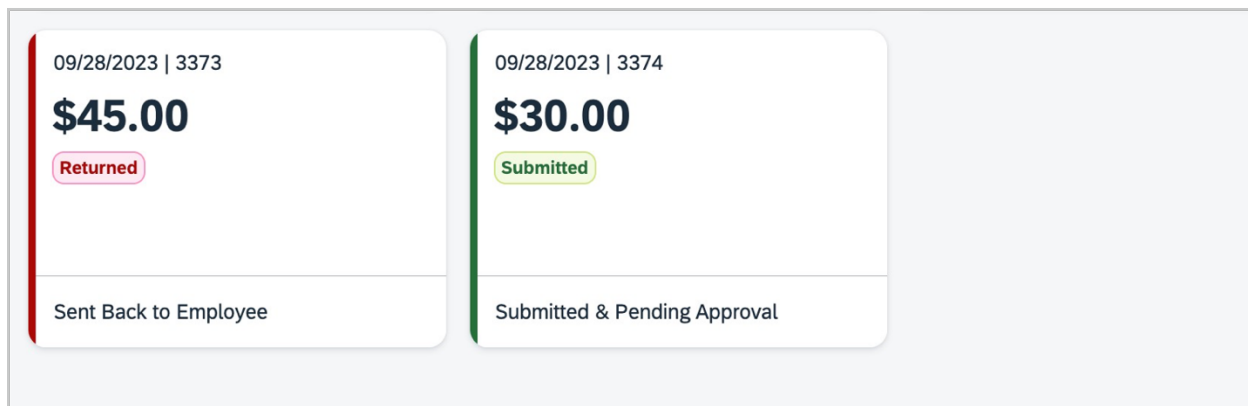 09/28/2023 | 3373
$45.00
Returned
Sent Back to Employee
09/28/2023 | 3374
$30.00
Submitted
Submitted & Pending Approval